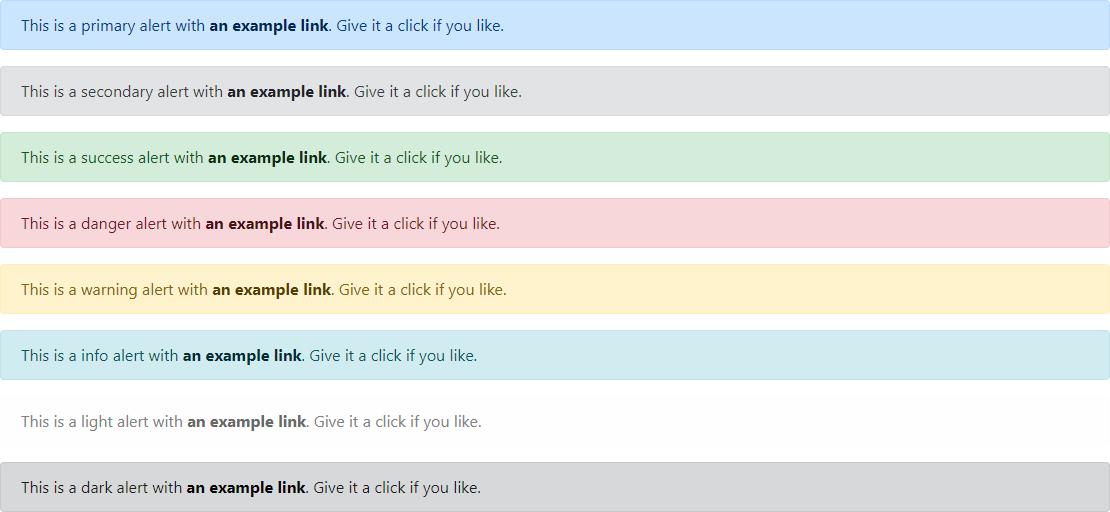 This is a primary alert with an example link. Give it a click if you like.
This is a secondary alert with an example link. Give it a click if you like.
This is a success alert with an example link. Give it a click if you like.
This is a danger alert with an example link. Give it a click if you like.
This is a warning alert with an example link. Give it a click if you like.
This is a info alert with an example link. Give it a click if you like.
This is a light alert with an example link. Give it a click if you like.
This is a dark alert with an example link. Give it a click if you like.